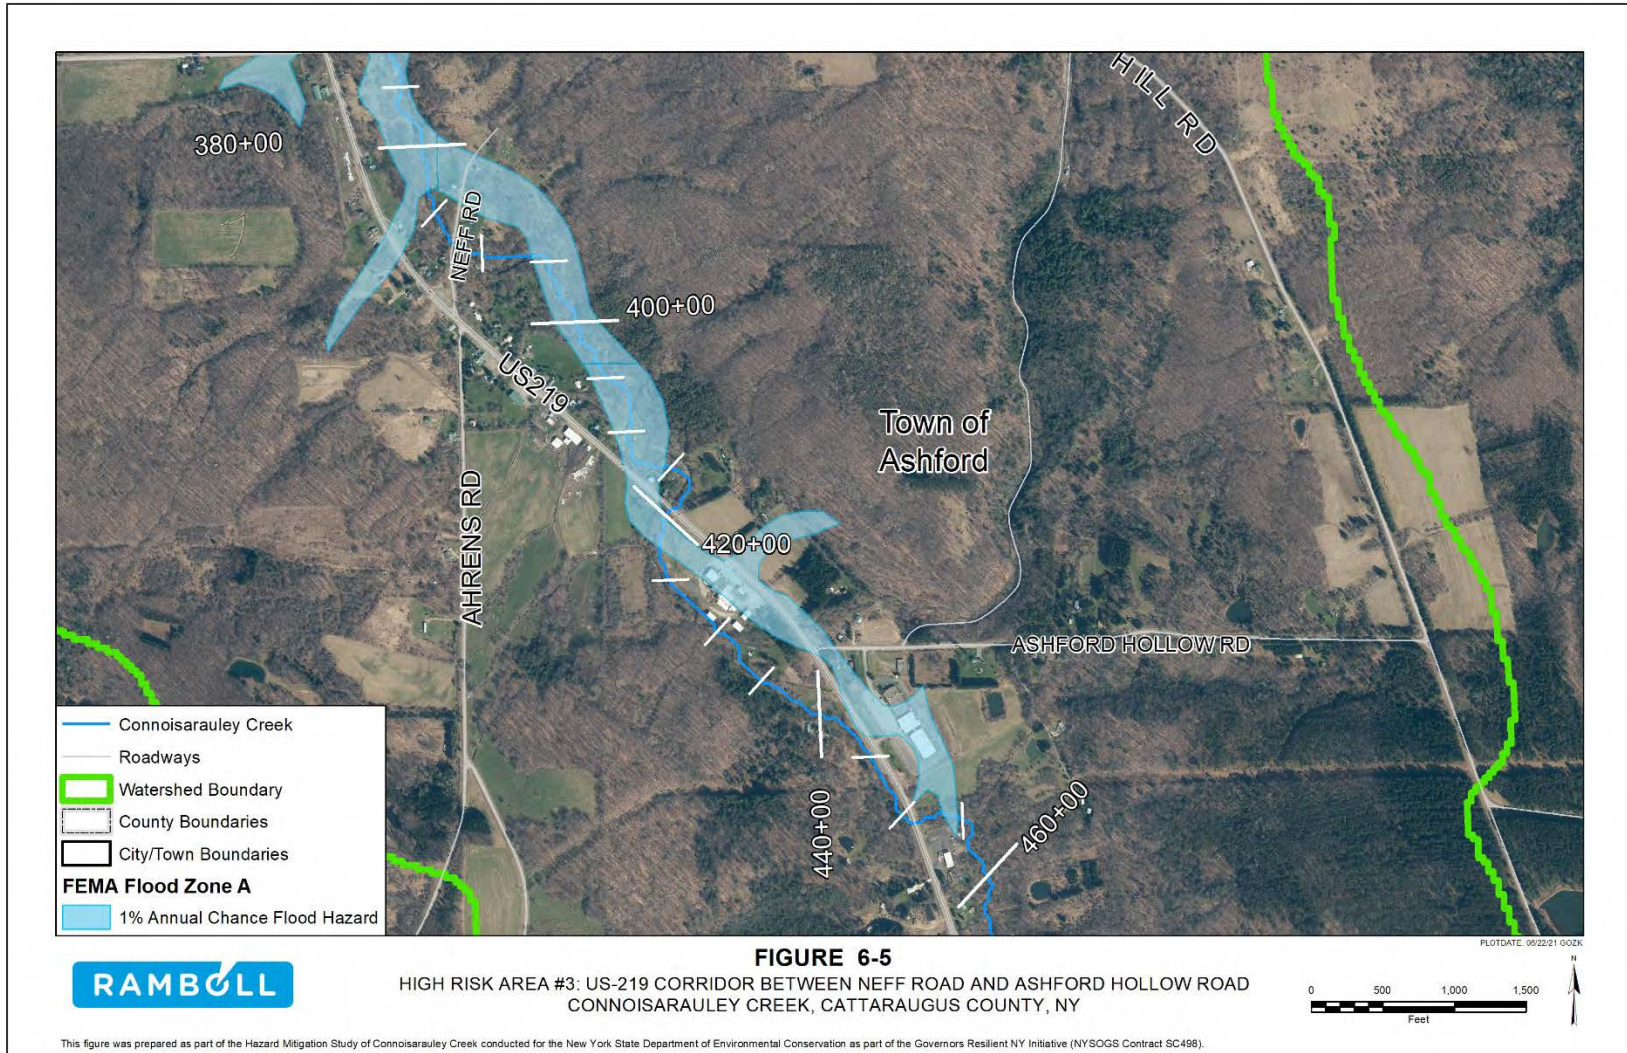 HILL RD
380+00
NEFF RD
400+00
US219
Town of
Ashford
420+00
AHRENS RD
ASHFORD HOLLOW RD
440+00
460+00
Connoisarauley Creek
Roadways
Watershed Boundary
County Boundaries
City/Town Boundaries
FEMA Flood Zone A
1% Annual Chance Flood Hazard
PLOTDATE: 06/22/21 GOZK
RAMBOLL
FIGURE 6-5
HIGH RISK AREA #3: US-219 CORRIDOR BETWEEN NEFF ROAD AND ASHFORD HOLLOW ROAD
CONNOISARAULEY CREEK, CATTARAUGUS COUNTY, NY
N
0 500 1,000 1,500
Feet
This figure was prepared as part of the Hazard Mitigation Study of Connoisarauley Creek conducted for the New York State Department of Environmental Conservation as part of the Governors Resilient NY Initiative (NYSOGS Contract SC498).